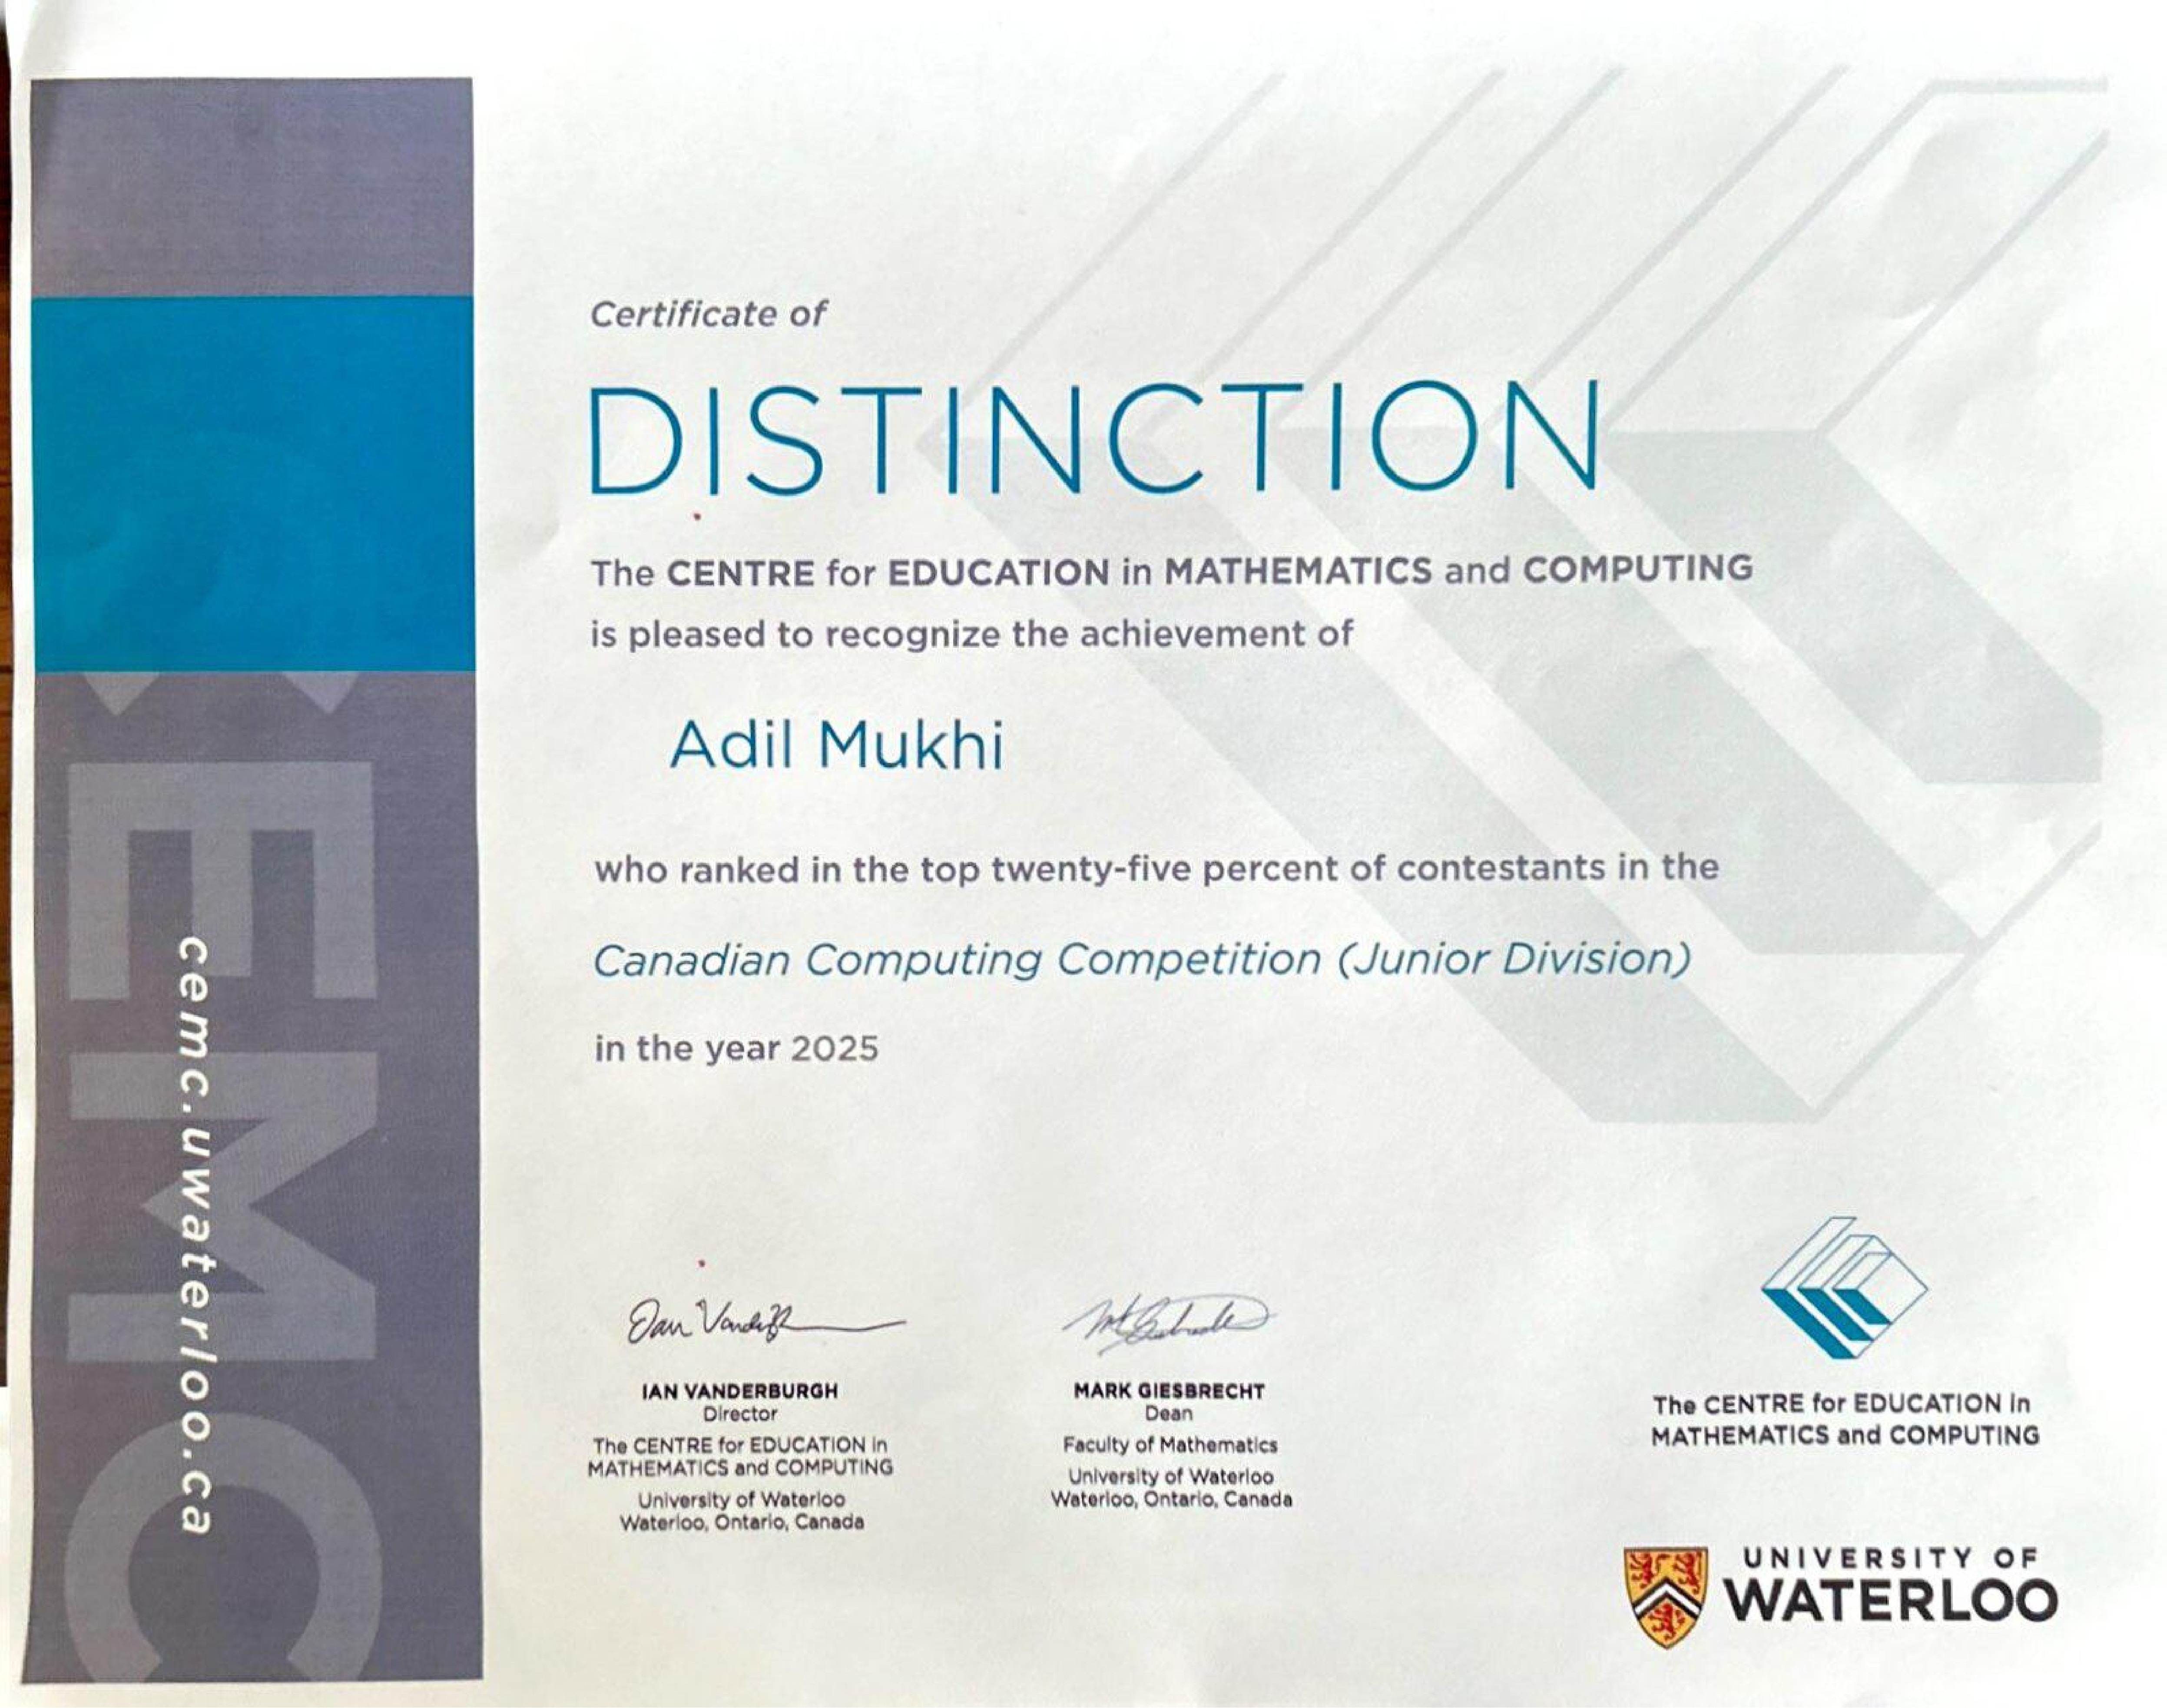 Certificate of
DISTINCTION
The CENTRE for EDUCATION in MATHEMATICS and COMPUTING
is pleased to recognize the achievement of
Adil Mukhi
who ranked in the top twenty-five percent of contestants in the
Canadian Computing Competition (Junior Division)
in the year 2025
Ian Vanderburgh
IAN VANDERBURGH
Director
The CENTRE for EDUCATION in
MATHEMATICS and COMPUTING
University of Waterloo
Waterloo, Ontario, Canada
MARK GIESBRECHT
Dean
Faculty of Mathematics
University of Waterloo
Waterloo, Ontario, Canada
The CENTRE for EDUCATION in
MATHEMATICS and COMPUTING
UNIVERSITY OF
WATERLOO
CEMC
cemc.uwaterloo.ca